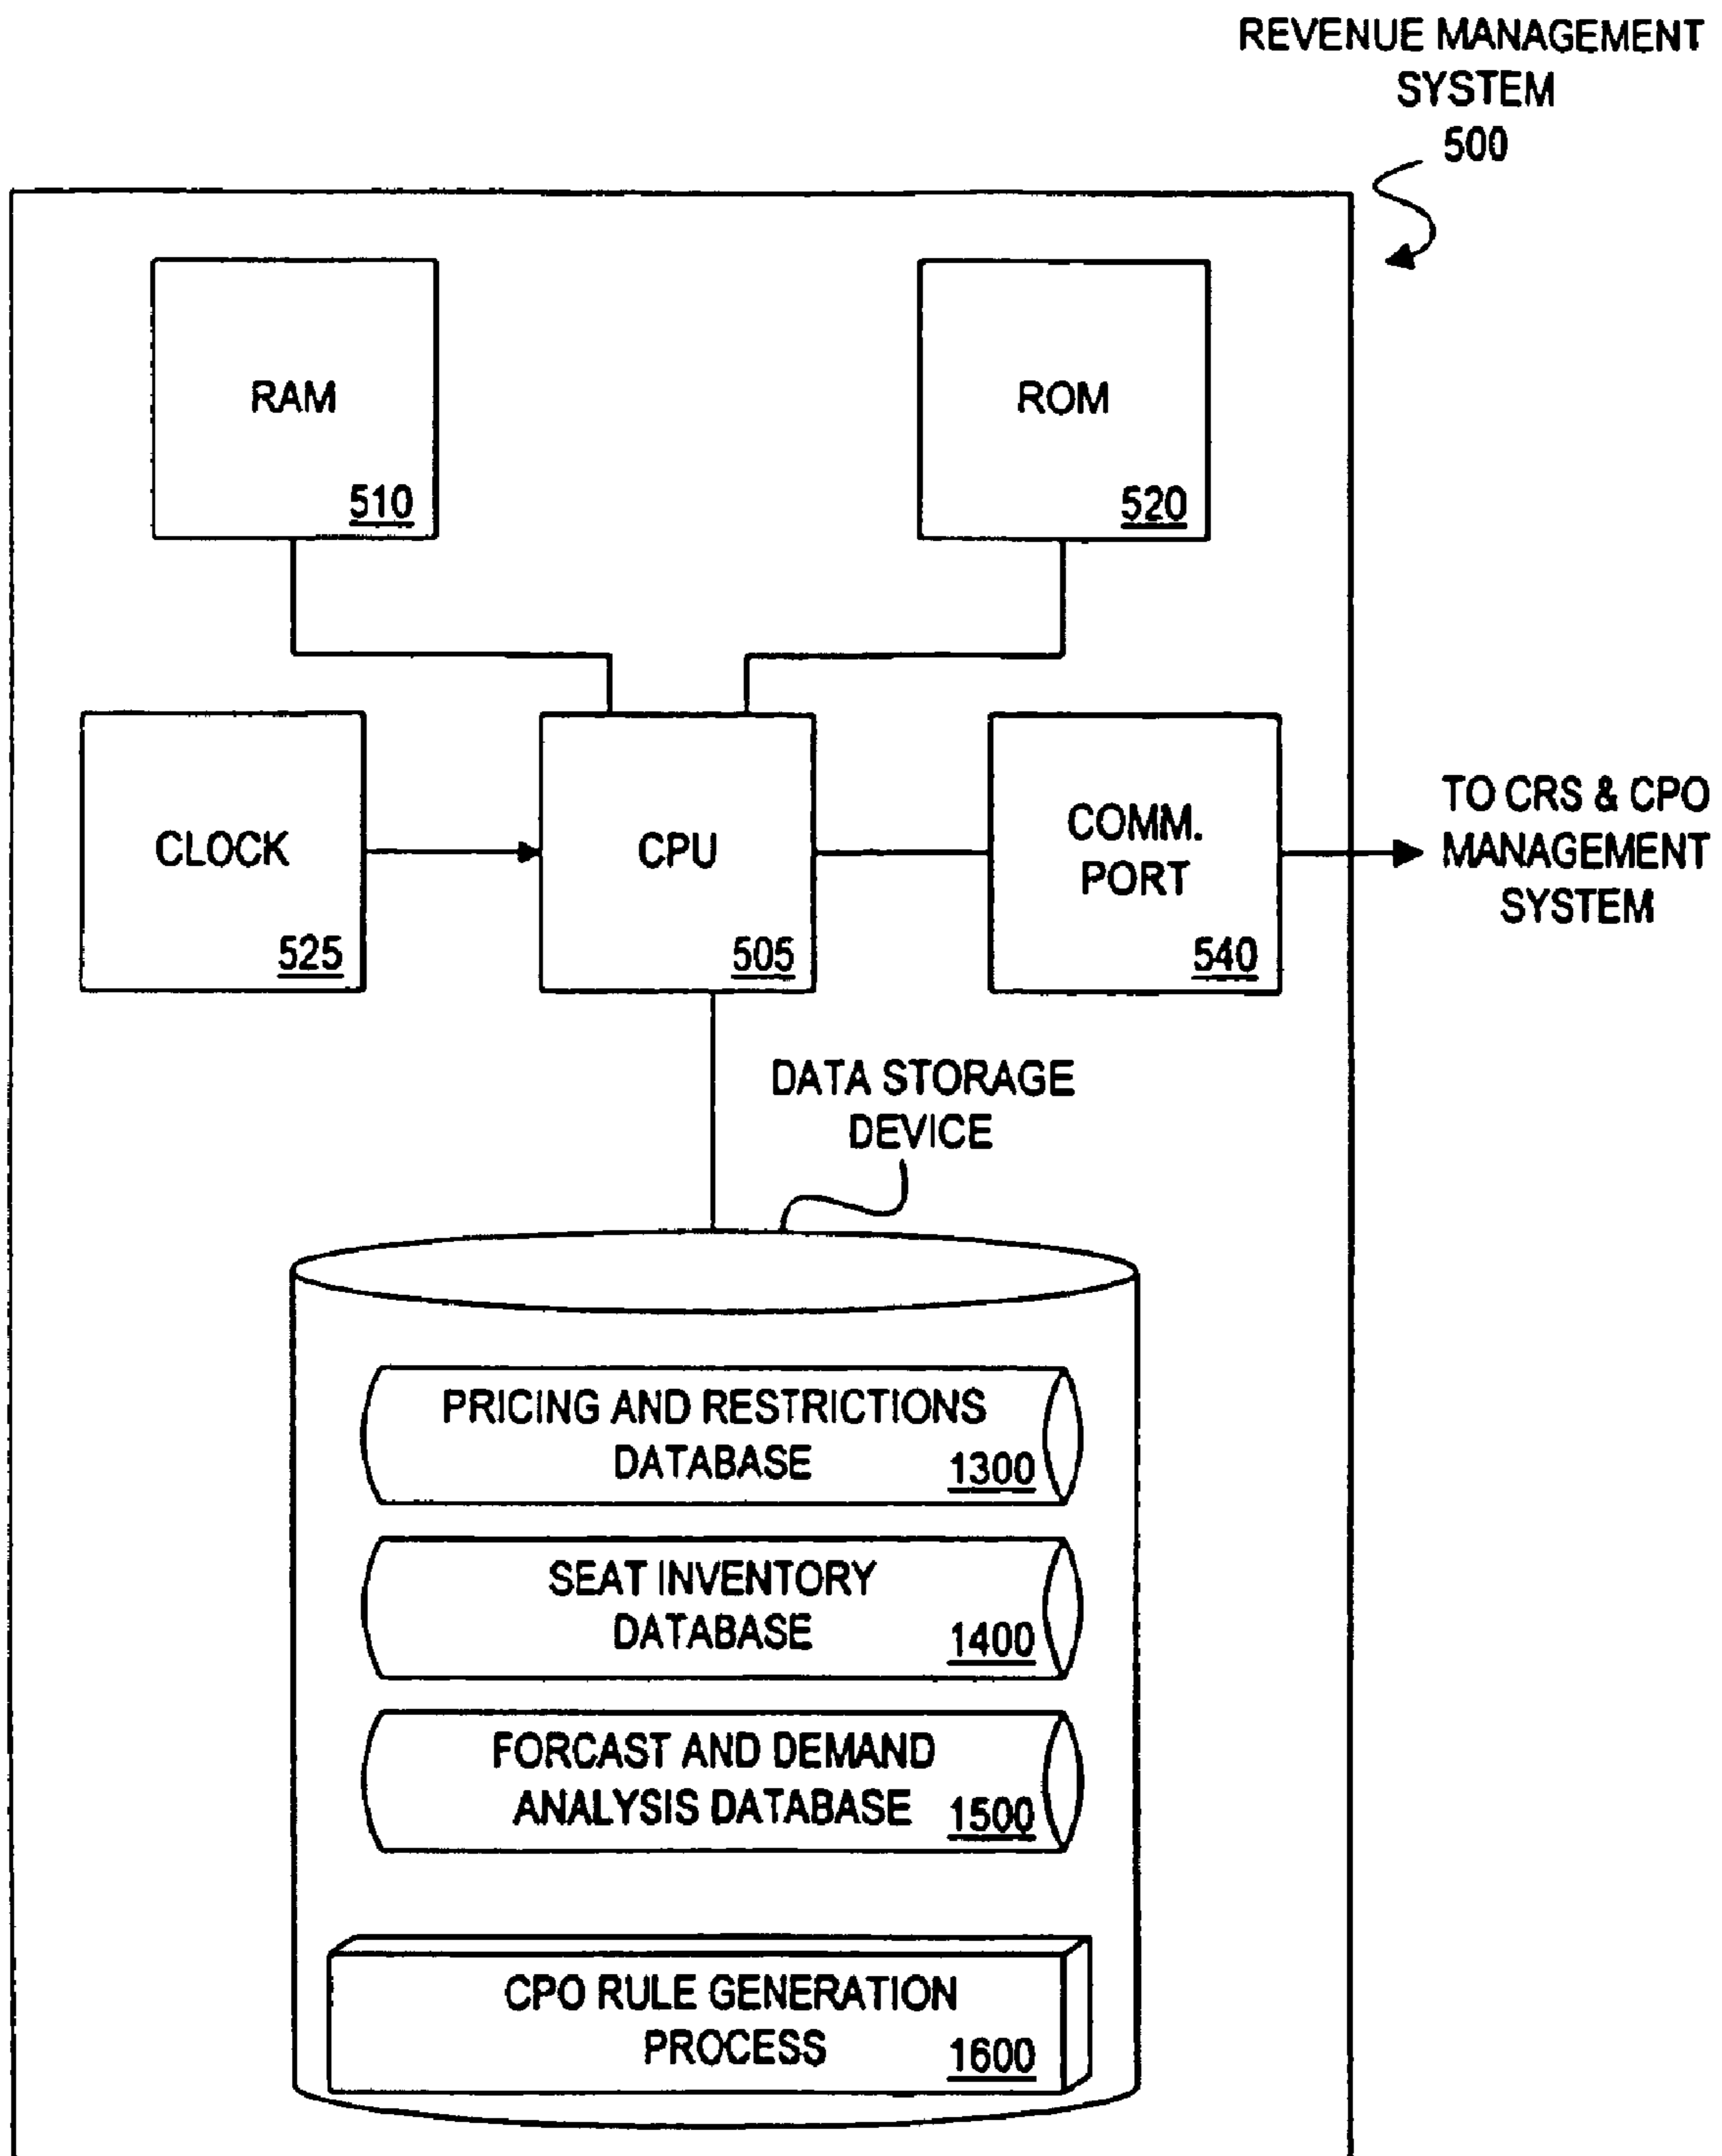 REVENUE MANAGEMENT
SYSTEM
500
RAM
510
ROM
520
CLOCK
525
CPU
505
COMM.
PORT
540
TO CRS & CPO
MANAGEMENT
SYSTEM
DATA STORAGE
DEVICE
PRICING AND RESTRICTIONS
DATABASE 1300
SEAT INVENTORY
DATABASE 1400
FORCAST AND DEMAND
ANALYSIS DATABASE 1500
CPO RULE GENERATION
PROCESS 1600